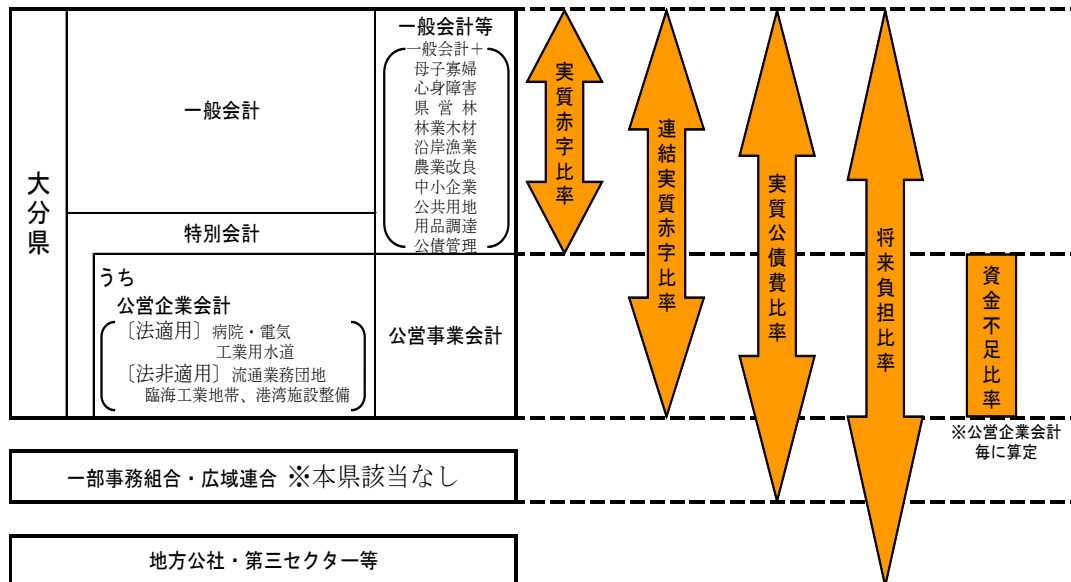 大分県
一般会計
特別会計
うち
公営企業会計
〔法適用〕病院・電気
工業用水道
〔法非適用〕流通業務団地
臨海工業地帯、港湾施設整備
一般会計等
一般会計＋
母子寡婦
心身障害
県営林
林業木材
沿岸漁業
農業改良
中小企業
公共用地
用品調達
公債管理
公営事業会計
実質赤字比率
連結実質赤字比率
実質公債費比率
将来負担比率
資金不足比率
※公営企業会計
毎に算定
一部事務組合・広域連合 ※本県該当なし
地方公社・第三セクター等